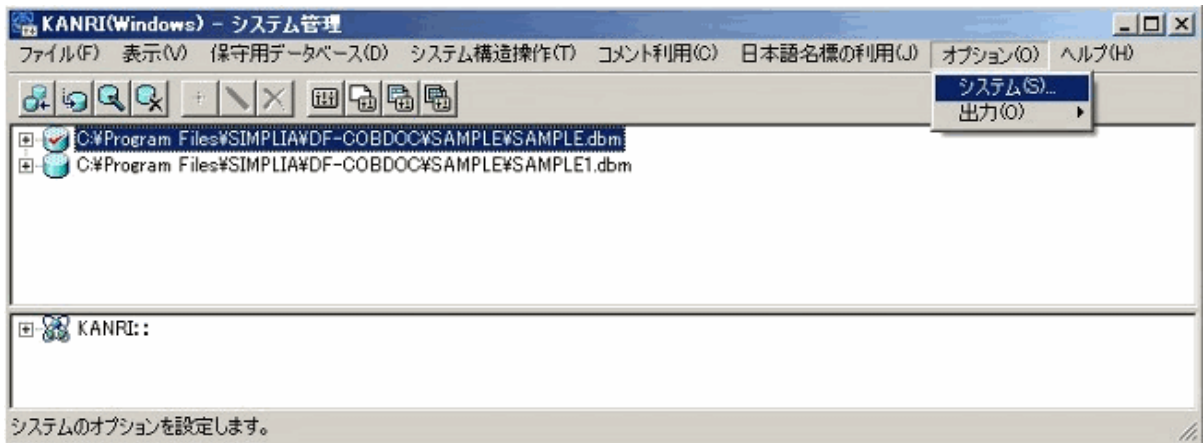 KANRI(Windows) - システム管理
ファイル(F) 表示(V) 保守用データベース(D) システム構造操作(T) コメント利用(C) 日本語名標の利用(J) オプション(O) ヘルプ(H)
システム(S)...
出力(O)
C:¥Program Files¥SIMPLIA¥DF-COBDOC¥SAMPLE¥SAMPLE.dbm
C:¥Program Files¥SIMPLIA¥DF-COBDOC¥SAMPLE¥SAMPLE1.dbm
KANRI::
システムのオプションを設定します。